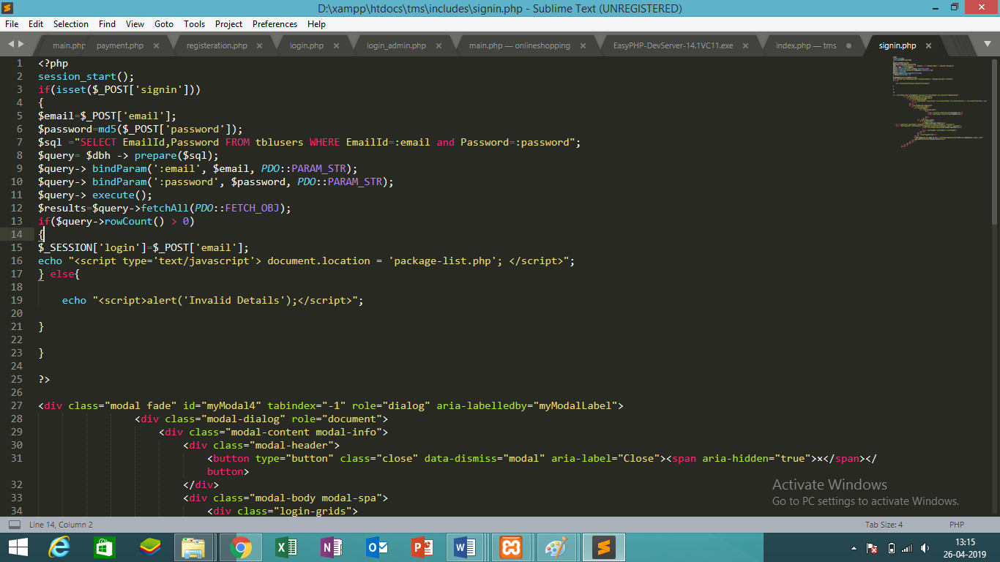 D:\xampp\htdocs\tms\includes\signin.php - Sublime Text (UNREGISTERED)
File Edit Selection Find View Goto Tools Project Preferences Help
main.php payment.php registeration.php login.php login_admin.php main.php — onlineshopping EasyPHP-DevServer-14.1VC11.exe index.php — tms signin.php
1 <?php
2 session_start();
3 if(isset($_POST['signin']))
4 {
5 $email=$_POST['email'];
6 $password=md5($_POST['password']);
7 $sql ="SELECT EmailId,Password FROM tblusers WHERE EmailId=:email and Password=:password";
8 $query= $dbh -> prepare($sql);
9 $query-> bindParam(':email', $email, PDO::PARAM_STR);
10 $query-> bindParam(':password', $password, PDO::PARAM_STR);
11 $query-> execute();
12 $results=$query->fetchAll(PDO::FETCH_OBJ);
13 if($query->rowCount() > 0)
14 {
15 $_SESSION['login']=$_POST['email'];
16 echo "<script type='text/javascript'> document.location = 'package-list.php'; </script>";
17 } else{
18
19 echo "<script>alert('Invalid Details');</script>";
20
21 }
22
23 }
24
25 ?>
26
27 <div class="modal fade" id="myModal4" tabindex="-1" role="dialog" aria-labelledby="myModalLabel">
28 <div class="modal-dialog" role="document">
29 <div class="modal-content modal-info">
30 <div class="modal-header">
31 <button type="button" class="close" data-dismiss="modal" aria-label="Close"><span aria-hidden="true">×</span></
button>
32 </div>
33 <div class="modal-body modal-spa">
34 <div class="login-grids">
Activate Windows
Go to PC settings to activate Windows.
Line 14, Column 2 Tab Size: 4 PHP
13:15
26-04-2019